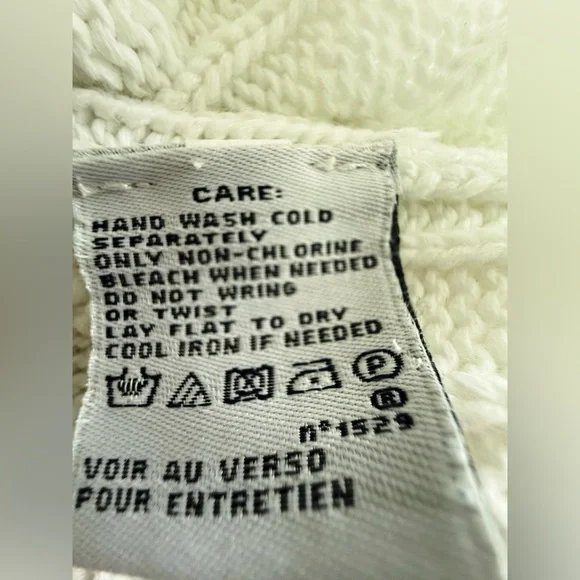 CARE:
HAND WASH COLD
SEPARATELY
ONLY NON-CHLORINE
BLEACH WHEN NEEDED
DO NOT WRING
OR TWIST
LAY FLAT TO DRY
COOL IRON IF NEEDED
P
®
n°1529
VOIR AU VERSO
POUR ENTRETIEN